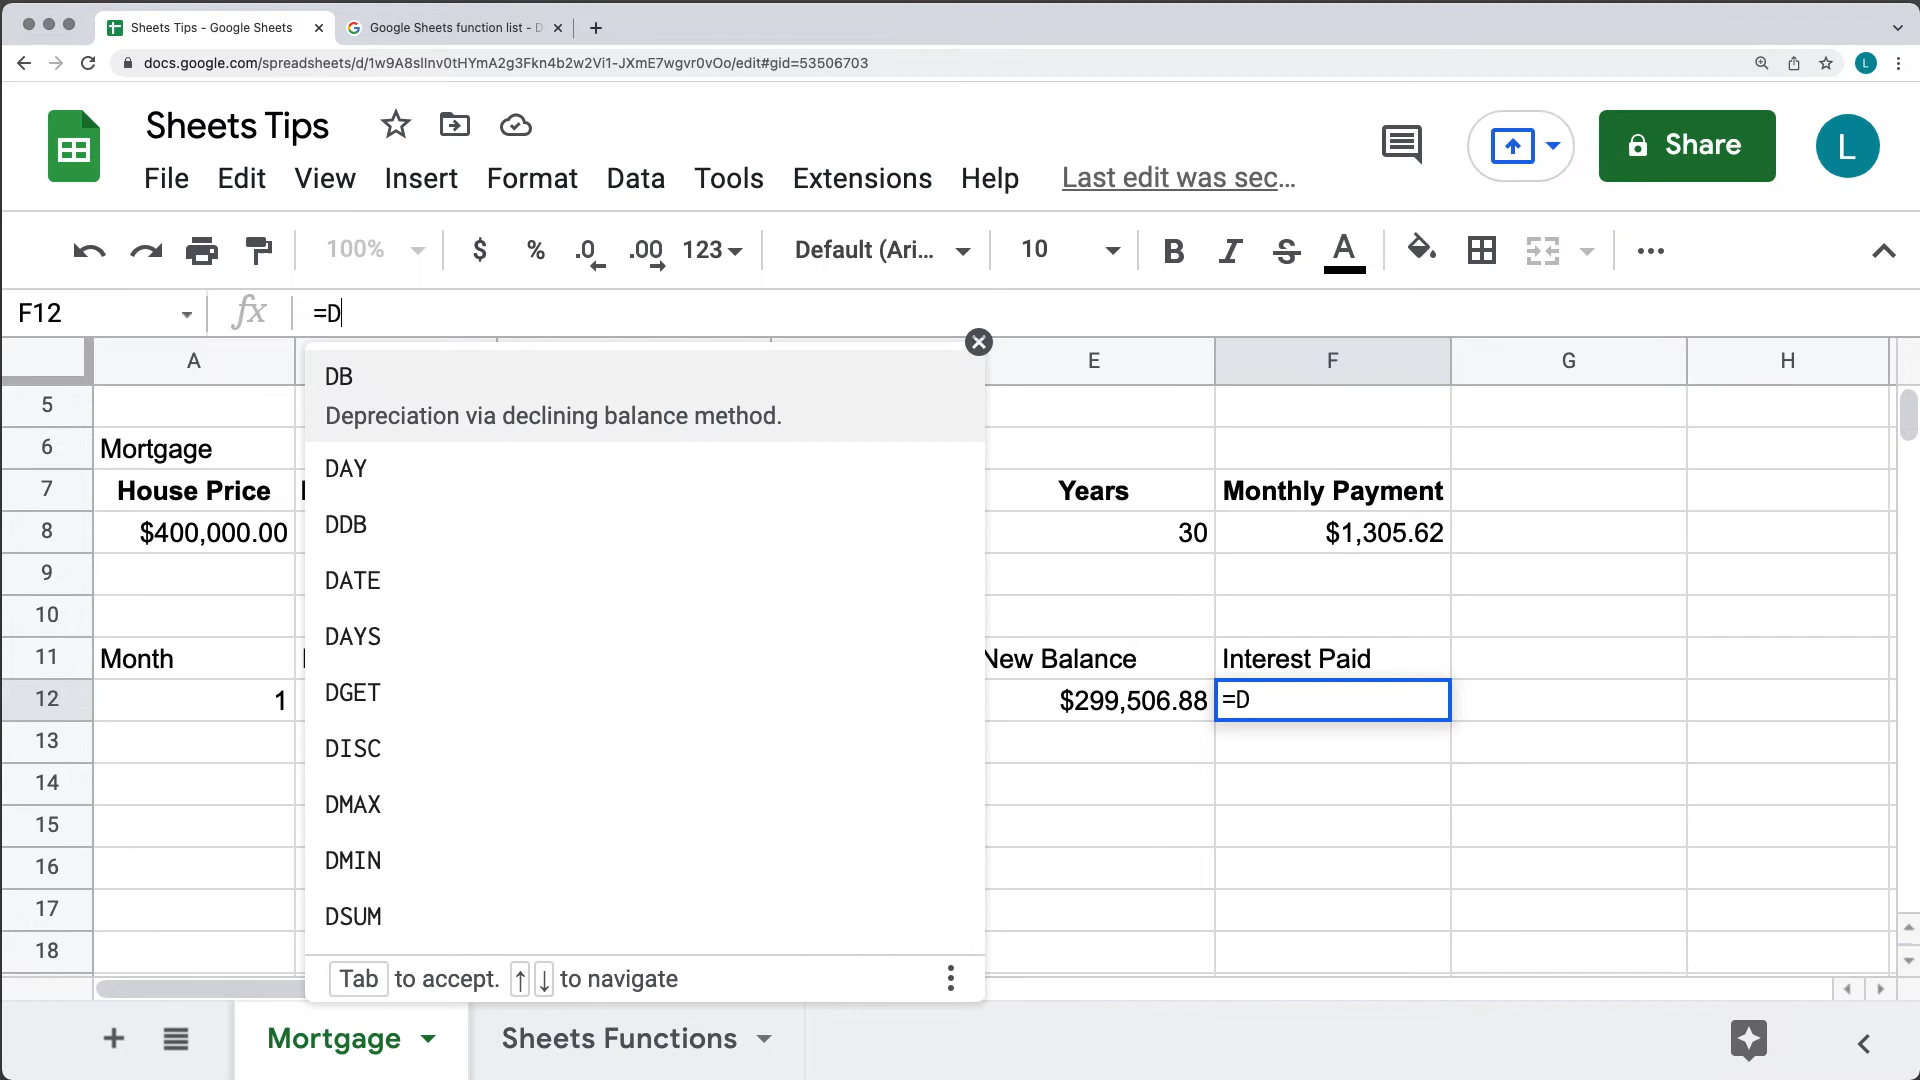 Sheets Tips - Google Sheets
Google Sheets function list - D
docs.google.com/spreadsheets/d/1w9A8sIlnv0tHYmA2g3Fkn4b2w2Vi1-JXmE7wgvr0vOo/edit#gid=53506703
L
Sheets Tips
Share
L
File Edit View Insert Format Data Tools Extensions Help Last edit was sec...
100% $ % .0 .00 123 Default (Ari... 10 B I S A
F12 fx =D
A E F G H
DB
Depreciation via declining balance method.
DAY
DDB
DATE
DAYS
DGET
DISC
DMAX
DMIN
DSUM
Tab to accept. ↑ ↓ to navigate
5
6 Mortgage
7 House Price Years Monthly Payment
8 $400,000.00 30 $1,305.62
9
10
11 Month New Balance Interest Paid
12 1 $299,506.88 =D
13
14
15
16
17
18
Mortgage Sheets Functions